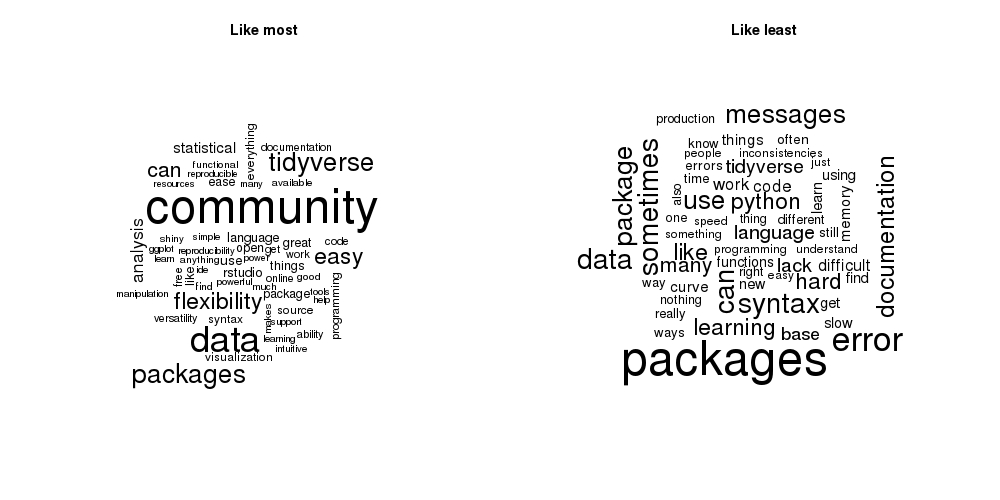 Like most
everything
statistical
documentation
can
functional
tidyverse
reproducible
resources
ease
many
available
community
analysis
shiny
simple
language
great
code
ggplot
reproducibility
open
get
work
easy
learn
anything
use
power
things
free
like
ide
rstudio
online
good
find
powerful
much
manipulation
flexibility
package
tools
help
programming
makes
source
versatility
syntax
support
data
learning
ability
intuitive
visualization
packages
Like least
production
messages
know
things
often
people
inconsistencies
package
sometimes
errors
tidyverse
just
time
work
code
using
also
use
python
learn
memory
documentation
one
speed
thing
different
something
language
still
data
like
programming
understand
many
functions
lack
difficult
way
curve
can
right
easy
hard
find
new
nothing
syntax
get
really
ways
learning
base
slow
error
packages